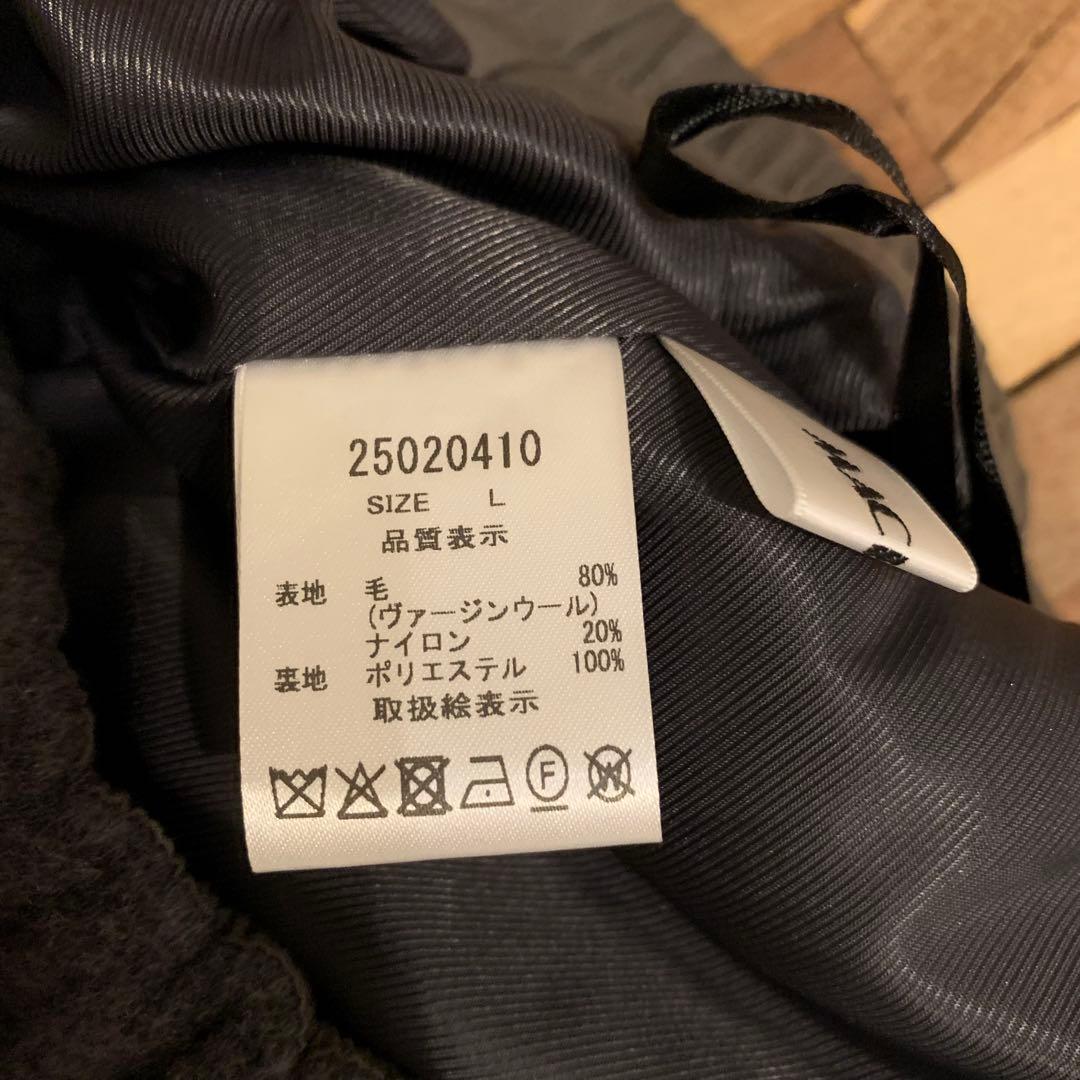 25020410
SIZE L
品質表示
表地 毛 80%
(ヴァージンウール)
ナイロン 20%
裏地 ポリエステル 100%
取扱絵表示
F W